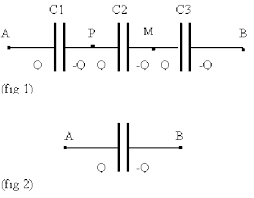 C1 C2 C3
A P M B
Q -Q Q -Q Q -Q
(fig 1)
A B
Q -Q
(fig 2)